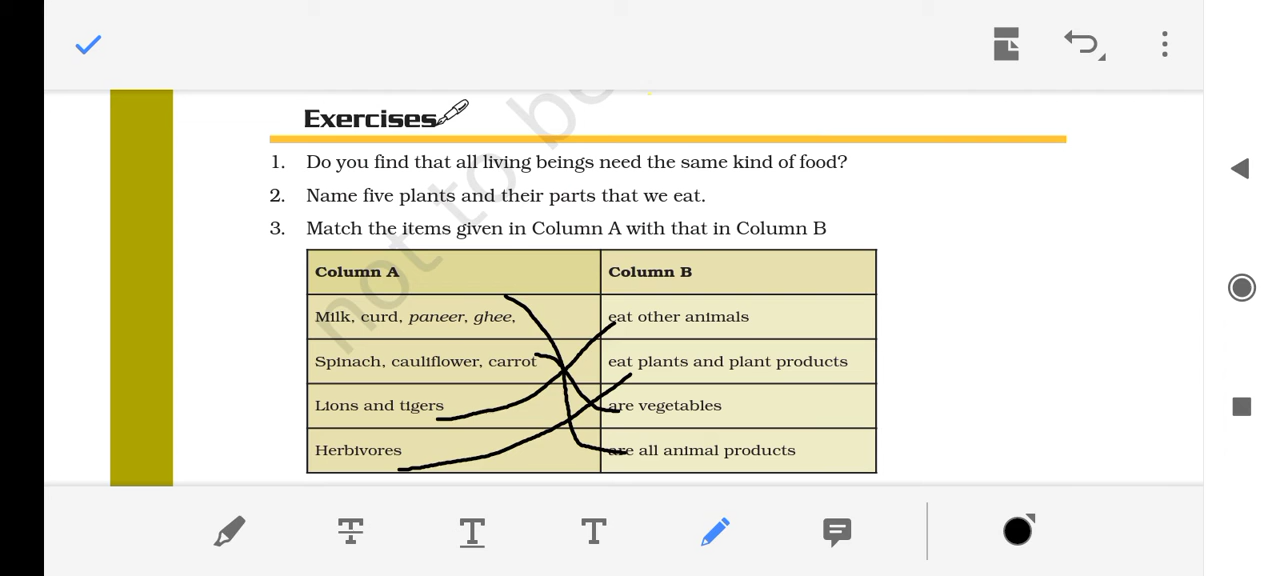 Exercises
1. Do you find that all living beings need the same kind of food?
2. Name five plants and their parts that we eat.
3. Match the items given in Column A with that in Column B
Column A Column B
Milk, curd, paneer, ghee, eat other animals
Spinach, cauliflower, carrot eat plants and plant products
Lions and tigers are vegetables
Herbivores are all animal products
not to be
T T T